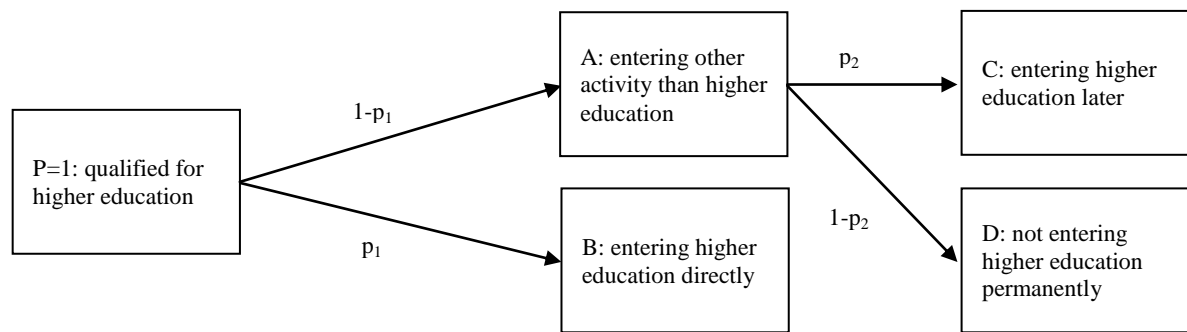 A: entering other
activity than higher
education
p2
C: entering higher
education later
1-p1
P=1: qualified for
higher education
p1
B: entering higher
education directly
1-p2
D: not entering
higher education
permanently